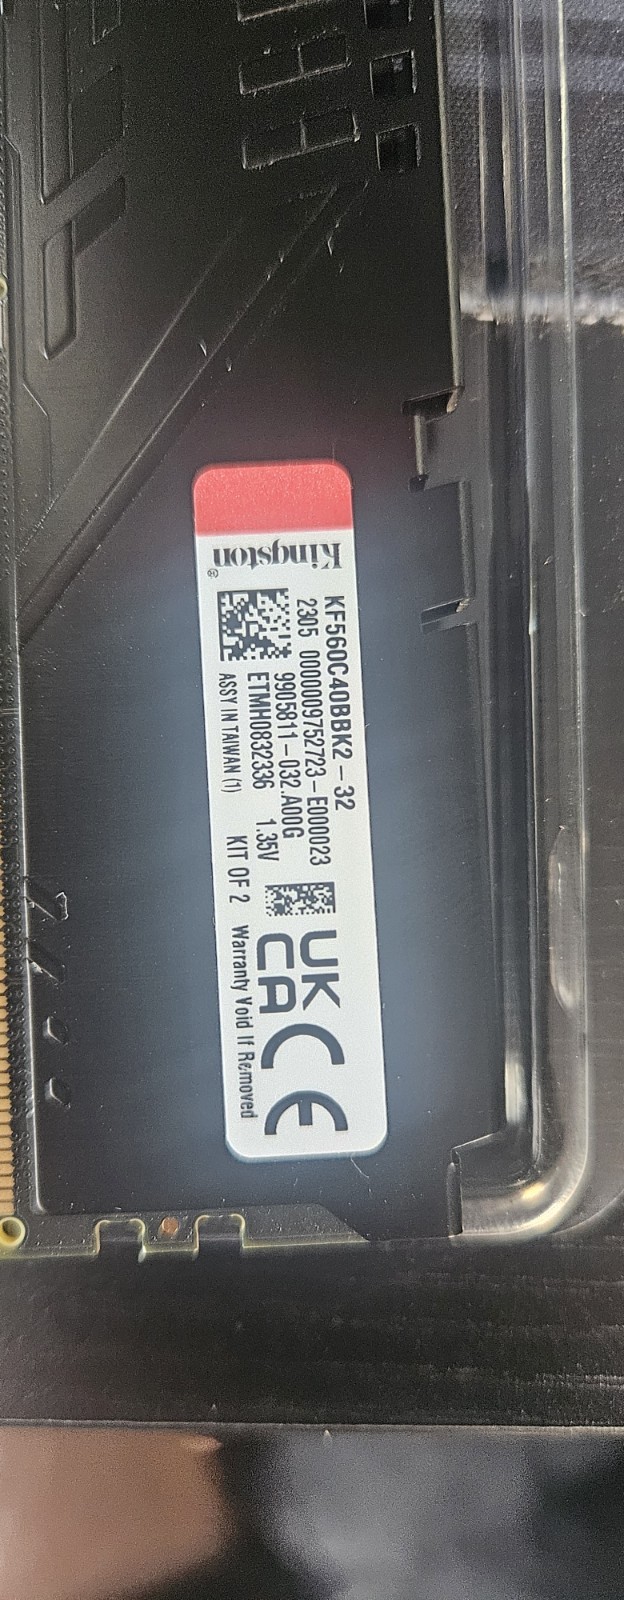 Kingston®
KF560C40BBK2-32
2305 0000009752723-E000023
9905811-032.A00G
ETMH0832336 1.35V
ASSY IN TAIWAN (1) KIT OF 2 Warranty Void If Removed
UK
CA
CE